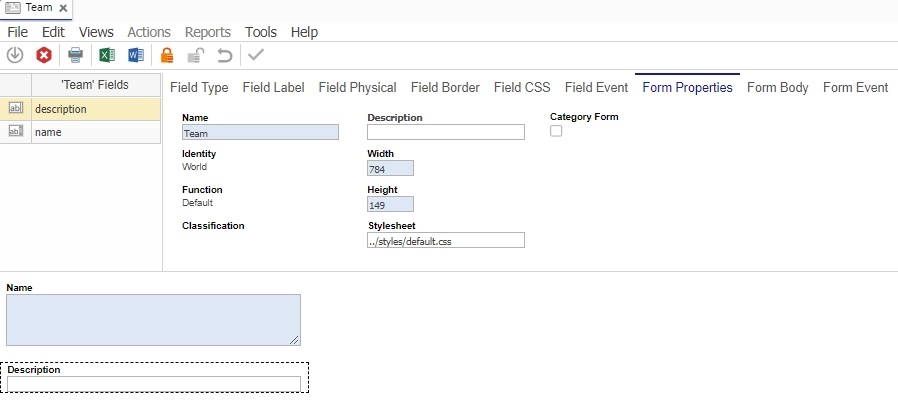 Team
File Edit Views Actions Reports Tools Help
'Team' Fields
description
name
Field Type Field Label Field Physical Field Border Field CSS Field Event Form Properties Form Body Form Event
Name Description Category Form
Team
Identity Width
World 784
Function Height
Default 149
Classification Stylesheet
../styles/default.css
Name
Description